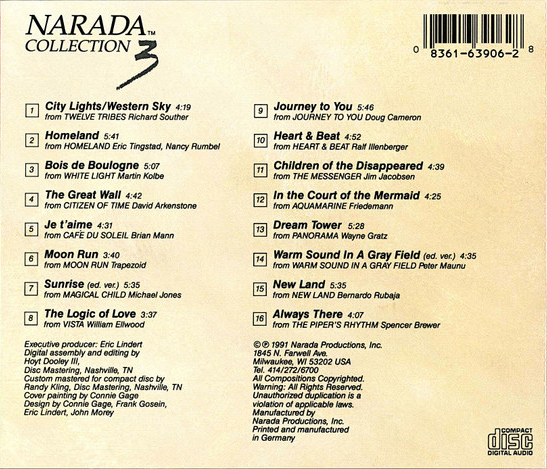 NARADA™
COLLECTION 3
0 8361-63906-2 8
1 City Lights/Western Sky 4:19
from TWELVE TRIBES Richard Souther
2 Homeland 5:41
from HOMELAND Eric Tingstad, Nancy Rumbel
3 Bois de Boulogne 5:07
from WHITE LIGHT Martin Kolbe
4 The Great Wall 4:42
from CITIZEN OF TIME David Arkenstone
5 Je t'aime 4:31
from CAFÉ DU SOLEIL Brian Mann
6 Moon Run 3:40
from MOON RUN Trapezoid
7 Sunrise (ed. ver.) 5:35
from MAGICAL CHILD Michael Jones
8 The Logic of Love 3:37
from VISTA William Ellwood
9 Journey to You 5:46
from JOURNEY TO YOU Doug Cameron
10 Heart & Beat 4:52
from HEART & BEAT Ralf Illenberger
11 Children of the Disappeared 4:39
from THE MESSENGER Jim Jacobsen
12 In the Court of the Mermaid 4:25
from AQUAMARINE Friedemann
13 Dream Tower 5:28
from PANORAMA Wayne Gratz
14 Warm Sound In A Gray Field (ed. ver.) 4:35
from WARM SOUND IN A GRAY FIELD Peter Maunu
15 New Land 5:35
from NEW LAND Bernardo Rubaja
16 Always There 4:07
from THE PIPER'S RHYTHM Spencer Brewer
Executive producer: Eric Lindert
Digital assembly and editing by
Hoyt Dooley III,
Disc Mastering, Nashville, TN
Custom mastered for compact disc by
Randy Kling, Disc Mastering, Nashville, TN
Cover painting by Connie Gage
Design by Connie Gage, Frank Gosein,
Eric Lindert, John Morey
©℗ 1991 Narada Productions, Inc.
1845 N. Farwell Ave.
Milwaukee, WI 53202 USA
Tel. 414/272/6700
All Compositions Copyrighted.
Warning: All Rights Reserved.
Unauthorized duplication is a
violation of applicable laws.
Manufactured by
Narada Productions, Inc.
Printed and manufactured
in Germany
COMPACT
disc
DIGITAL AUDIO